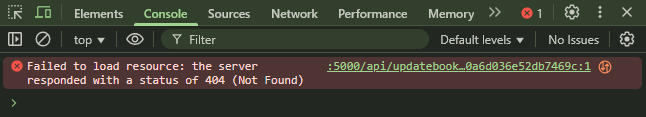 Elements Console Sources Network Performance Memory 1
top Filter Default levels No Issues
Failed to load resource: the server :5000/api/updatebook…0a6d036e52db7469c:1
responded with a status of 404 (Not Found)